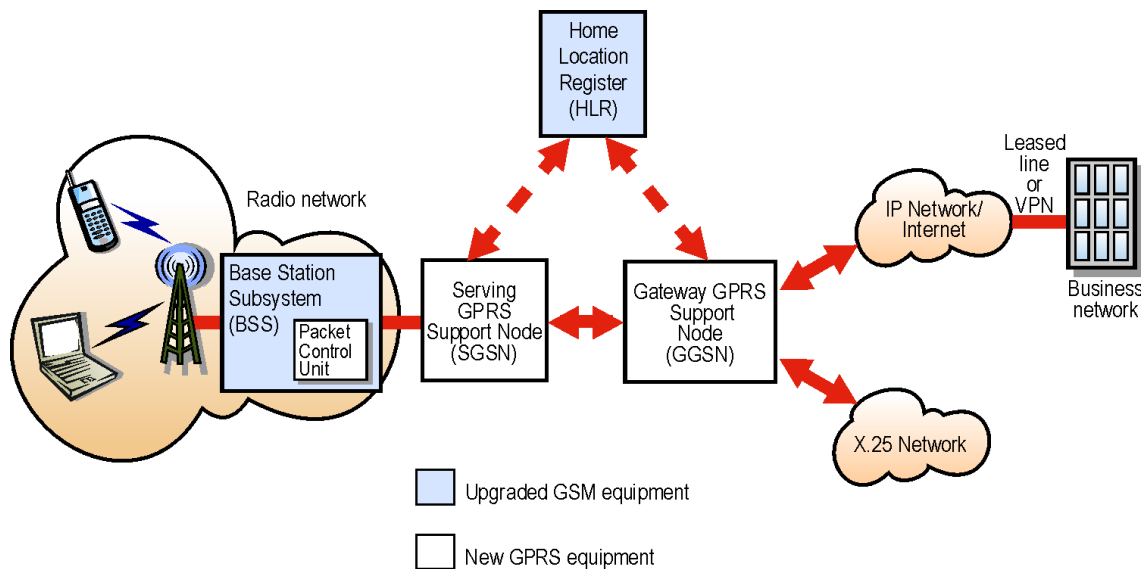 Home
Location
Register
(HLR)
Leased
line
or
VPN
Radio network
IP Network/
Internet
Base Station
Subsystem
(BSS)
Packet
Control
Unit
Serving
GPRS
Support Node
(SGSN)
Gateway GPRS
Support
Node
(GGSN)
Business
network
X.25 Network
Upgraded GSM equipment
New GPRS equipment